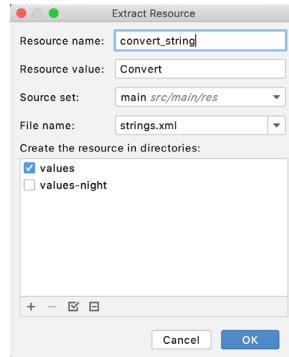 Extract Resource
Resource name: convert_string
Resource value: Convert
Source set: main src/main/res
File name: strings.xml
Create the resource in directories:
values
values-night
Cancel OK